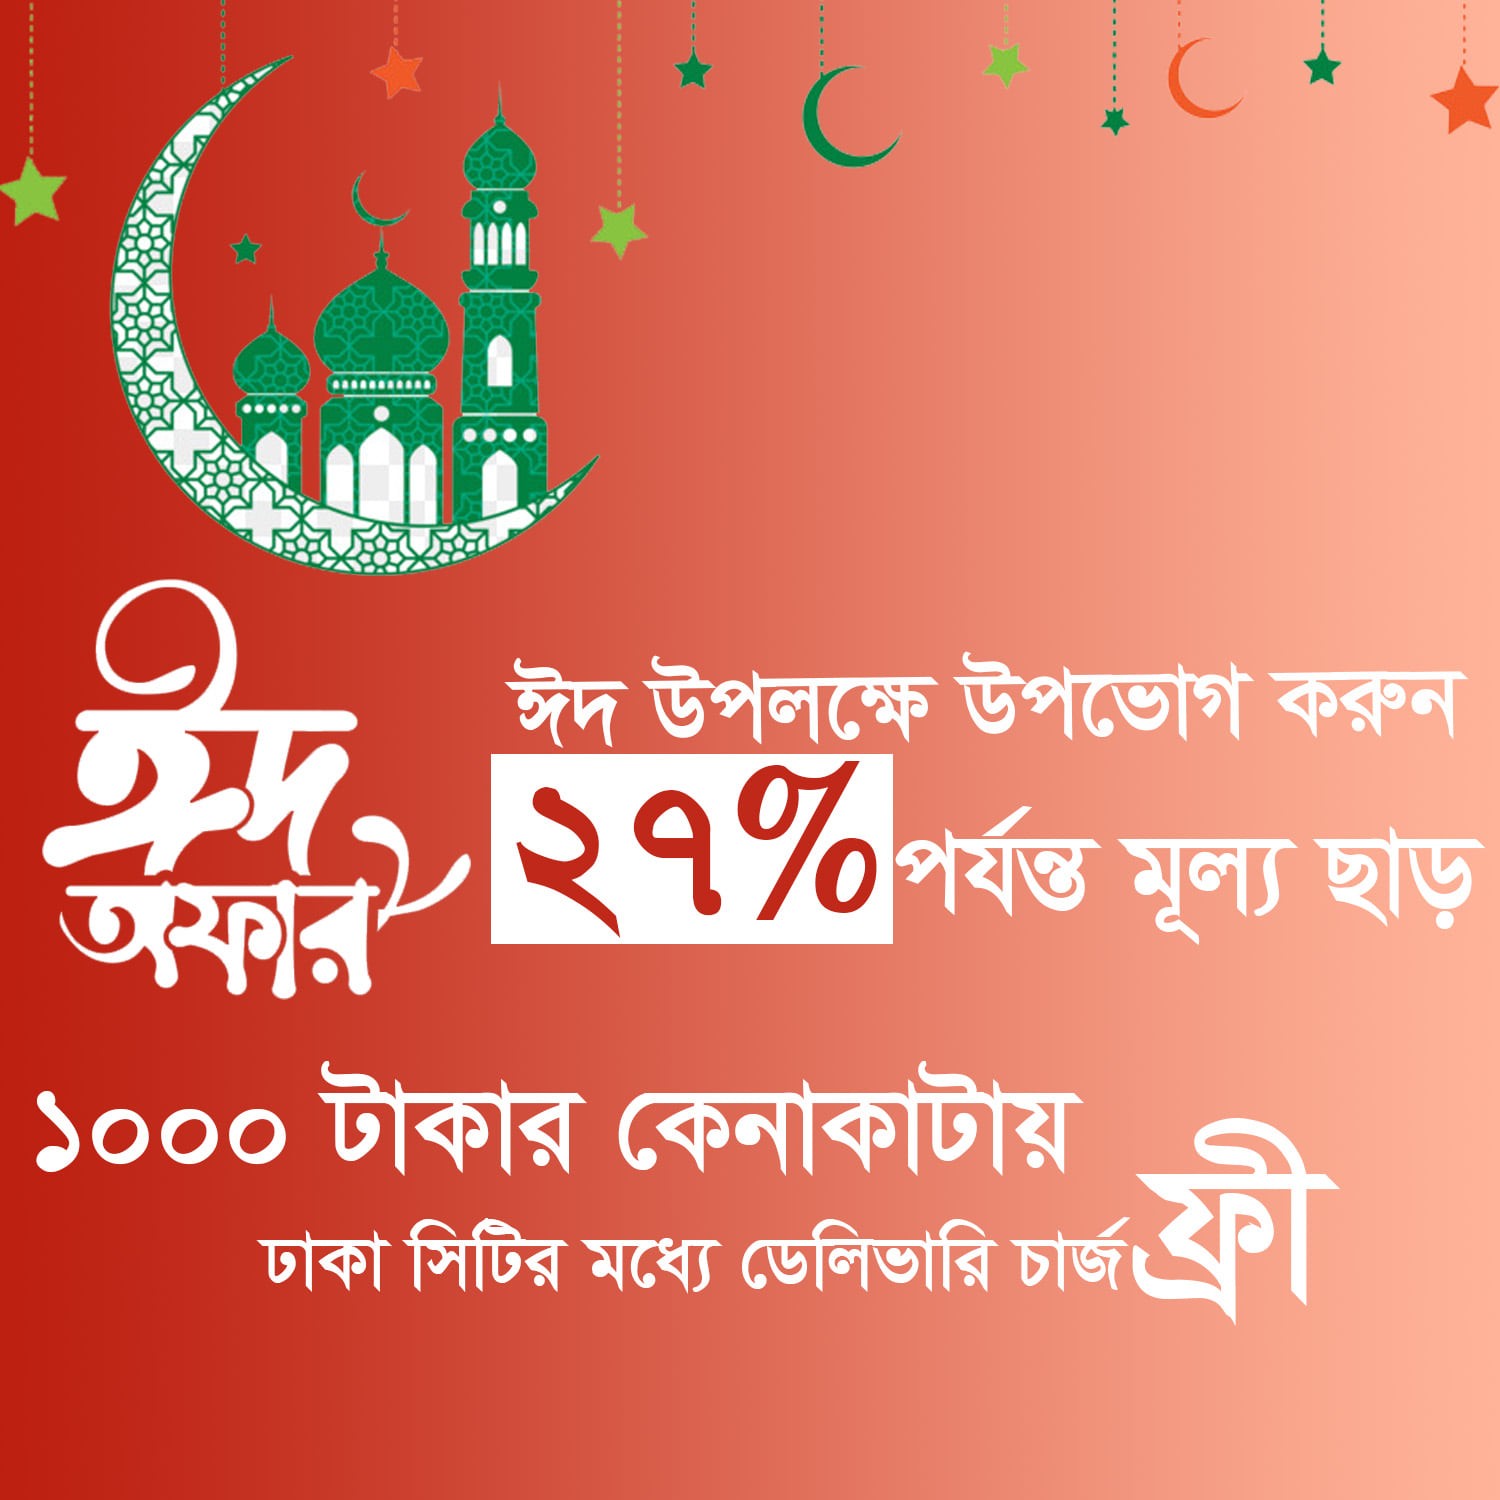 ঈদ
অফার
ঈদ উপলক্ষে উপভোগ করুন
২৭% পর্যন্ত মূল্য ছাড়
১০০০ টাকার কেনাকাটায়
ঢাকা সিটির মধ্যে ডেলিভারি চার্জ ফ্রী